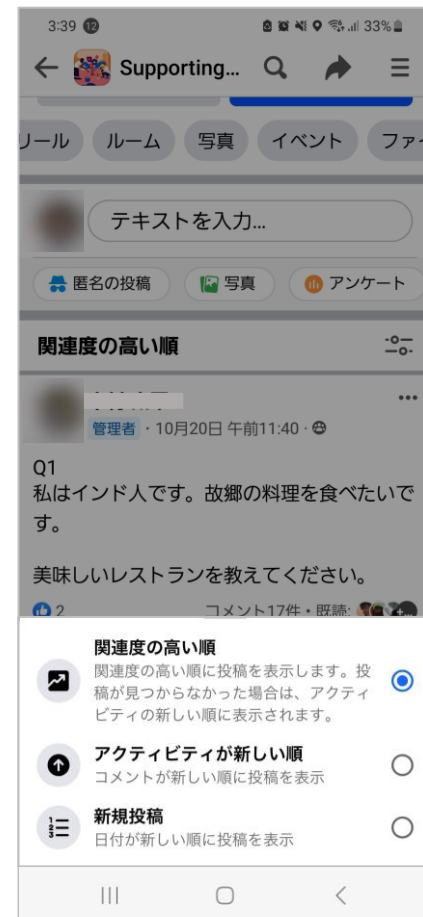 3:39 12 33%
Supporting...
リール ルーム 写真 イベント ファイ
テキストを入力...
匿名の投稿 写真 アンケート
関連度の高い順
管理者・10月20日 午前11:40・
Q1
私はインド人です。故郷の料理を食べたいで
す。
美味しいレストランを教えてください。
2 コメント17件・既読: +...
関連度の高い順
関連度の高い順に投稿を表示します。投
稿が見つからなかった場合は、アクティ
ビティの新しい順に表示されます。
アクティビティが新しい順
コメントが新しい順に投稿を表示
新規投稿
日付が新しい順に投稿を表示